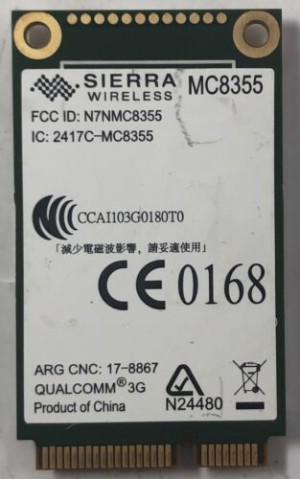 SIERRA MC8355
WIRELESS
FCC ID: N7NMC8355
IC: 2417C-MC8355
CCAI103G0180T0
「減少電磁波影響，請妥適使用」
CE 0168
ARG CNC: 17-8867
QUALCOMM® 3G
Product of China
N24480